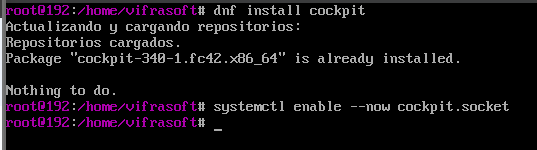 root@192:/home/vifrasoft# dnf install cockpit
Actualizando y cargando repositorios:
Repositorios cargados.
Package "cockpit-340-1.fc42.x86_64" is already installed.
Nothing to do.
root@192:/home/vifrasoft# systemctl enable --now cockpit.socket
root@192:/home/vifrasoft# _